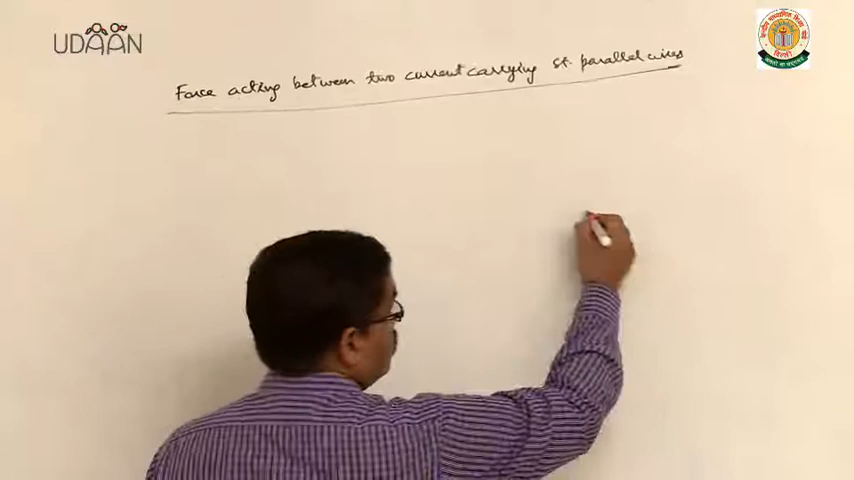 UDAAN
Force acting between two current carrying st. parallel wires